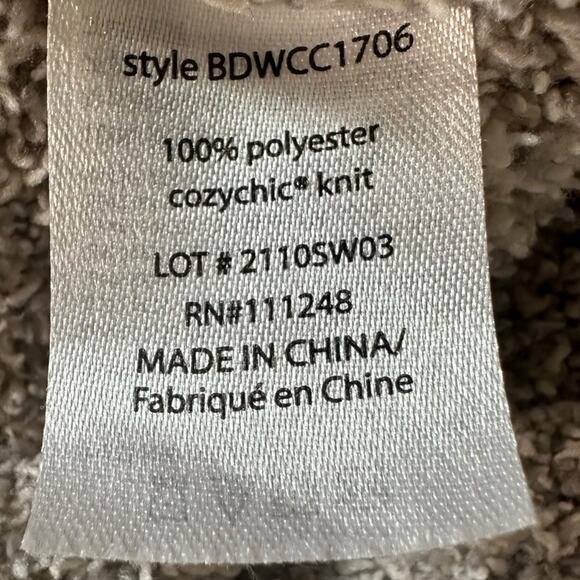 style BDWCC1706
100% polyester
cozychic® knit
LOT # 2110SW03
RN#111248
MADE IN CHINA/
Fabriqué en Chine